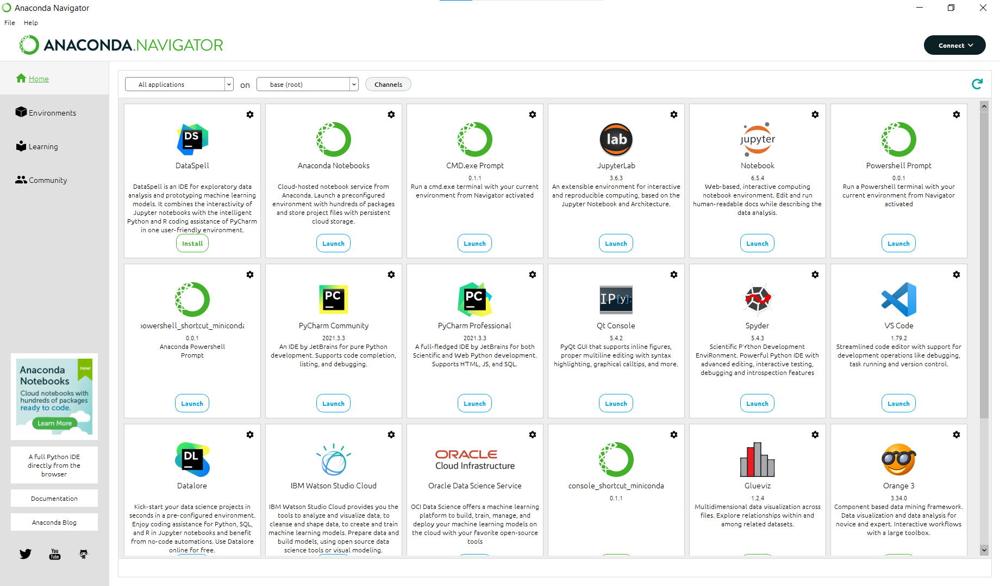 Anaconda Navigator
File Help
ANACONDA.NAVIGATOR
Connect
Home
Environments
Learning
Community
All applications on base (root) Channels
DS
DataSpell
DataSpell is an IDE for exploratory data
analysis and prototyping machine learning
models. It combines the interactivity of
Jupyter notebooks with the intelligent
Python and R coding assistance of PyCharm
in one user-friendly environment.
Install
Anaconda Notebooks
Cloud-hosted notebook service from
Anaconda. Launch a preconfigured
environment with hundreds of packages
and store project files with persistent
cloud storage.
Launch
CMD.exe Prompt
0.1.1
Run a cmd.exe terminal with your current
environment from Navigator activated
Launch
lab
JupyterLab
3.6.3
An extensible environment for interactive
and reproducible computing, based on the
Jupyter Notebook and Architecture.
Launch
jupyter
Notebook
6.5.4
Web-based, interactive computing
notebook environment. Edit and run
human-readable docs while describing the
data analysis.
Launch
Powershell Prompt
0.0.1
Run a Powershell terminal with your
current environment from Navigator
activated
Launch
powershell_shortcut_miniconda
0.0.1
Anaconda Powershell
Prompt
Launch
PC
PyCharm Community
2021.3.3
An IDE by JetBrains for pure Python
development. Supports code completion,
listing, and debugging.
Launch
PC
PyCharm Professional
2021.3.3
A full-fledged IDE by JetBrains for both
Scientific and Web Python development.
Supports HTML, JS, and SQL.
Launch
IP[y]:
Qt Console
5.4.2
PyQt GUI that supports inline figures,
proper multiline editing with syntax
highlighting, graphical calltips, and more.
Launch
Spyder
5.4.3
Scientific PYthon Development
EnviRonment. Powerful Python IDE with
advanced editing, interactive testing,
debugging and introspection features
Launch
VS Code
1.79.2
Streamlined code editor with support for
development operations like debugging,
task running and version control.
Launch
DL
Datalore
Kick-start your data science projects in
seconds in a pre-configured environment.
Enjoy coding assistance for Python, SQL,
and R in Jupyter notebooks and benefit
from no-code automations. Use Datalore
online for free.
IBM Watson Studio Cloud
IBM Watson Studio Cloud provides you the
tools to analyze and visualize data, to
cleanse and shape data, to create and train
machine learning models. Prepare data and
build models, using open source data
science tools or visual modeling.
ORACLE
Cloud Infrastructure
Oracle Data Science Service
OCI Data Science offers a machine learning
platform to build, train, manage, and
deploy your machine learning models on
the cloud with your favorite open-source
tools
console_shortcut_miniconda
0.1.1
Glueviz
1.2.4
Multidimensional data visualization across
files. Explore relationships within and
among related datasets.
Orange 3
3.34.0
Component based data mining framework.
Data visualization and data analysis for
novice and expert. Interactive workflows
with a large toolbox.
Anaconda
Notebooks
New!
Cloud notebooks with
hundreds of packages
ready to code.
Learn More
A full Python IDE
directly from the
browser
Documentation
Anaconda Blog
You
Tube